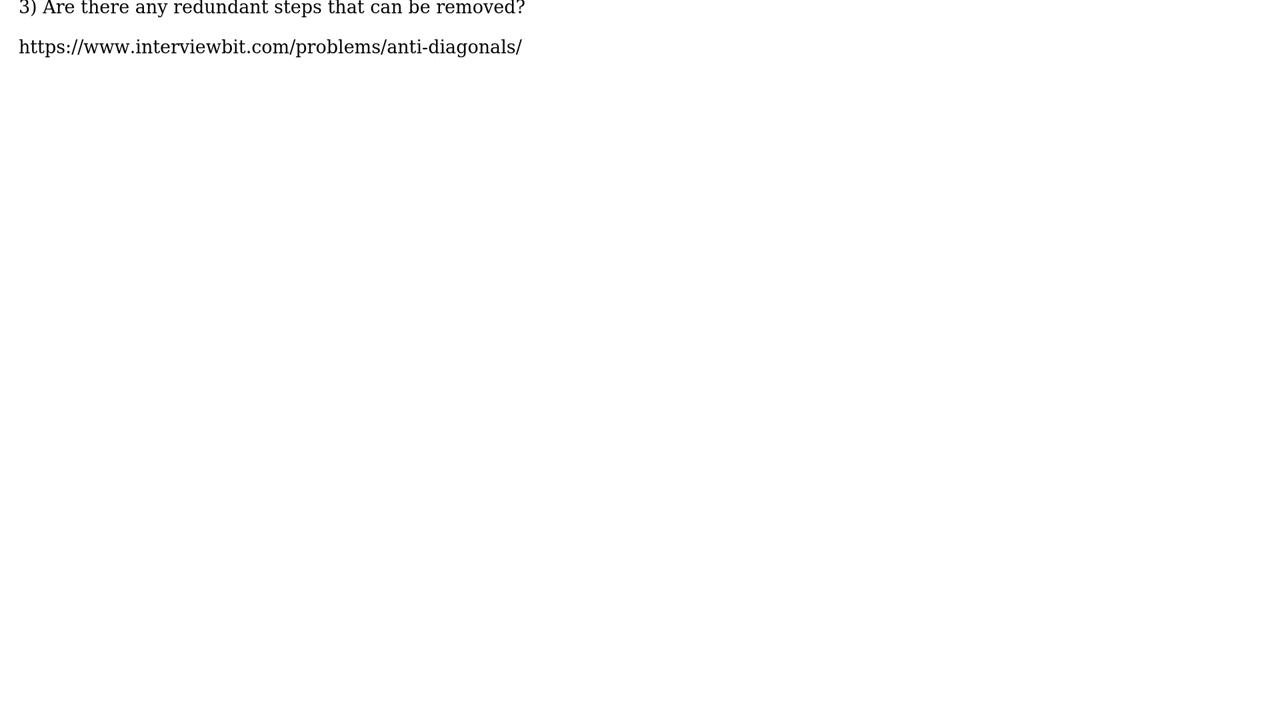 3) Are there any redundant steps that can be removed?
https://www.interviewbit.com/problems/anti-diagonals/